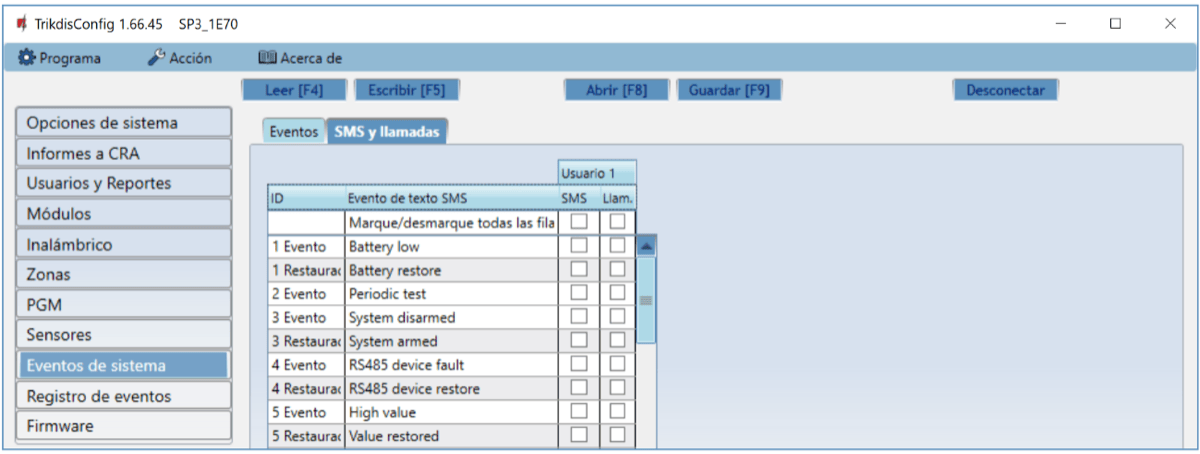 TrikdisConfig 1.66.45 SP3_1E70
Programa Acción Acerca de
Leer [F4] Escribir [F5] Abrir [F8] Guardar [F9] Desconectar
Opciones de sistema
Informes a CRA
Usuarios y Reportes
Módulos
Inalámbrico
Zonas
PGM
Sensores
Eventos de sistema
Registro de eventos
Firmware
Eventos SMS y llamadas
Usuario 1
ID Evento de texto SMS SMS Llam.
Marque/desmarque todas las fila
1 Evento Battery low
1 Restaurac Battery restore
2 Evento Periodic test
3 Evento System disarmed
3 Restaurac System armed
4 Evento RS485 device fault
4 Restaurac RS485 device restore
5 Evento High value
5 Restaurac Value restored